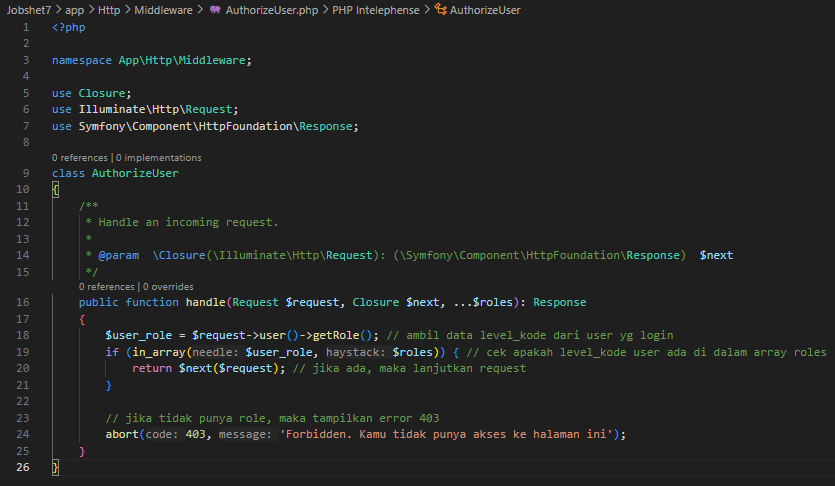 Jobshet7 > app > Http > Middleware > AuthorizeUser.php > PHP Intelephense > AuthorizeUser
1 <?php
2
3 namespace App\Http\Middleware;
4
5 use Closure;
6 use Illuminate\Http\Request;
7 use Symfony\Component\HttpFoundation\Response;
8
0 references | 0 implementations
9 class AuthorizeUser
10 {
11 /**
12 * Handle an incoming request.
13 *
14 * @param  \Closure(\Illuminate\Http\Request): (\Symfony\Component\HttpFoundation\Response)  $next
15 */
0 references | 0 overrides
16 public function handle(Request $request, Closure $next, ...$roles): Response
17 {
18 $user_role = $request->user()->getRole(); // ambil data level_kode dari user yg login
19 if (in_array(needle: $user_role, haystack: $roles)) { // cek apakah level_kode user ada di dalam array roles
20 return $next($request); // jika ada, maka lanjutkan request
21 }
22
23 // jika tidak punya role, maka tampilkan error 403
24 abort(code: 403, message: 'Forbidden. Kamu tidak punya akses ke halaman ini');
25 }
26 }